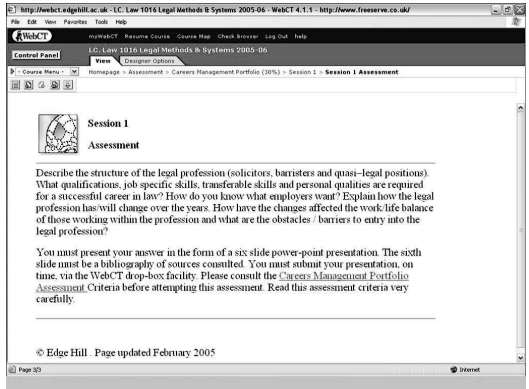 http://webct.edgehill.ac.uk - LC. Law 1016 Legal Methods & Systems 2005-06 - WebCT 4.1.1 - http://www.freeserve.co.uk/
File Edit View Favorites Tools Help
WebCT myWebCT Resume Course Course Map Check Browser Log Out help
Control Panel
LC. Law 1016 Legal Methods & Systems 2005-06
View Designer Options
- Course Menu - Homepage > Assessment > Careers Management Portfolio (30%) > Session 1 > Session 1 Assessment
Session 1
Assessment
Describe the structure of the legal profession (solicitors, barristers and quasi-legal positions).
What qualifications, job specific skills, transferable skills and personal qualities are required
for a successful career in law? How do you know what employers want? Explain how the legal
profession has/will change over the years. How have the changes affected the work/life balance
of those working within the profession and what are the obstacles / barriers to entry into the
legal profession?
You must present your answer in the form of a six slide power-point presentation. The sixth
slide must be a bibliography of sources consulted. You must submit your presentation, on
time, via the WebCT drop-box facility. Please consult the Careers Management Portfolio
Assessment Criteria before attempting this assessment. Read this assessment criteria very
carefully.
© Edge Hill . Page updated February 2005
Page 3/3 Internet